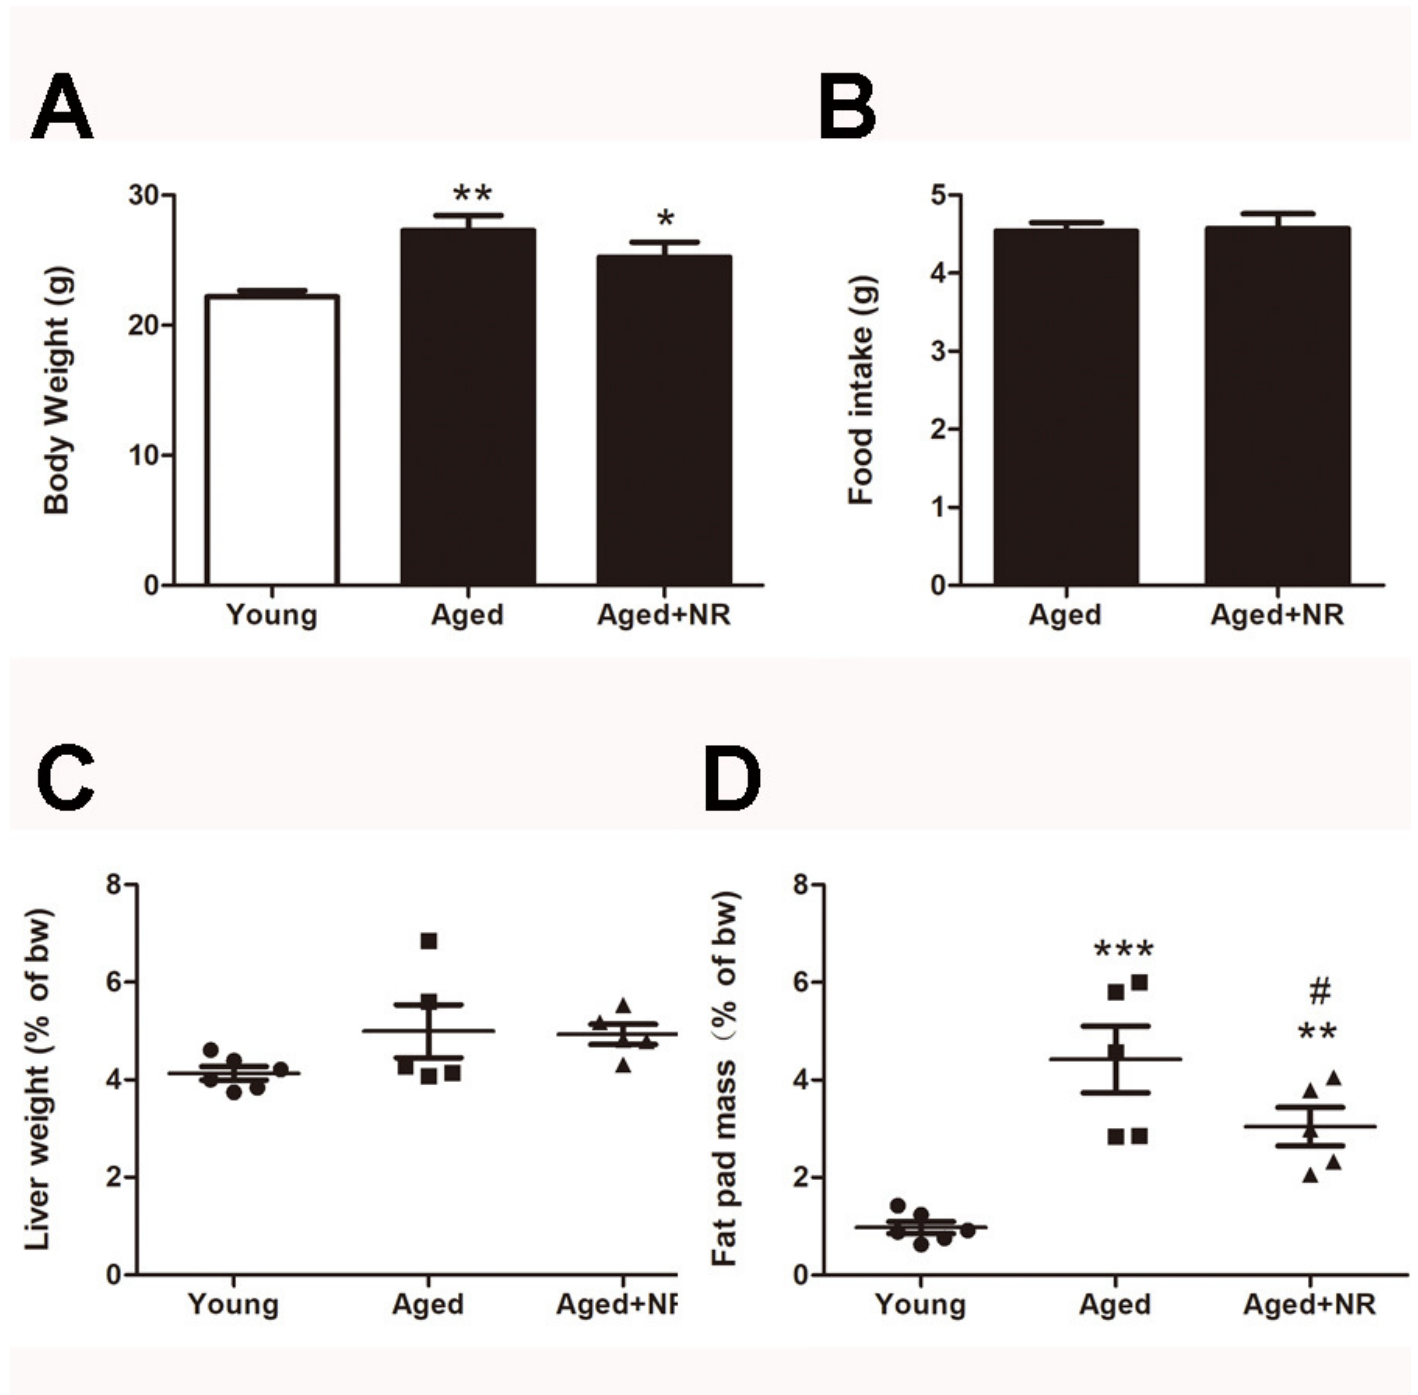 A
B
Body Weight (g)
30
20
10
0
**
*
Young Aged Aged+NR
Food intake (g)
5
4
3
2
1
0
Aged Aged+NR
C
D
Liver weight (% of bw)
8
6
4
2
0
Young Aged Aged+NF
Fat pad mass (% of bw)
8
6
4
2
0
***
#
**
Young Aged Aged+NR